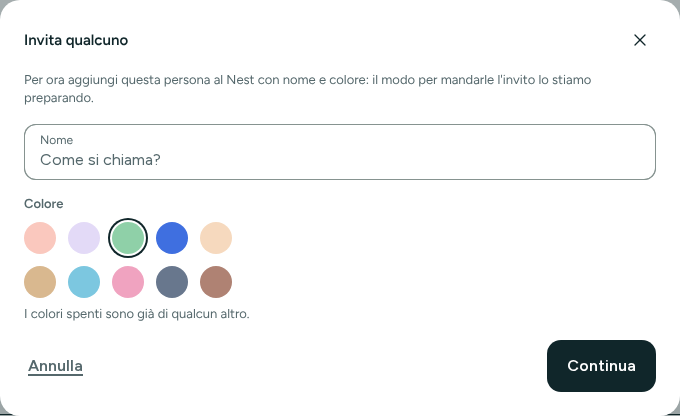 Invita qualcuno
Per ora aggiungi questa persona al Nest con nome e colore: il modo per mandarle l'invito lo stiamo
preparando.
Nome
Come si chiama?
Colore
I colori spenti sono già di qualcun altro.
Annulla
Continua